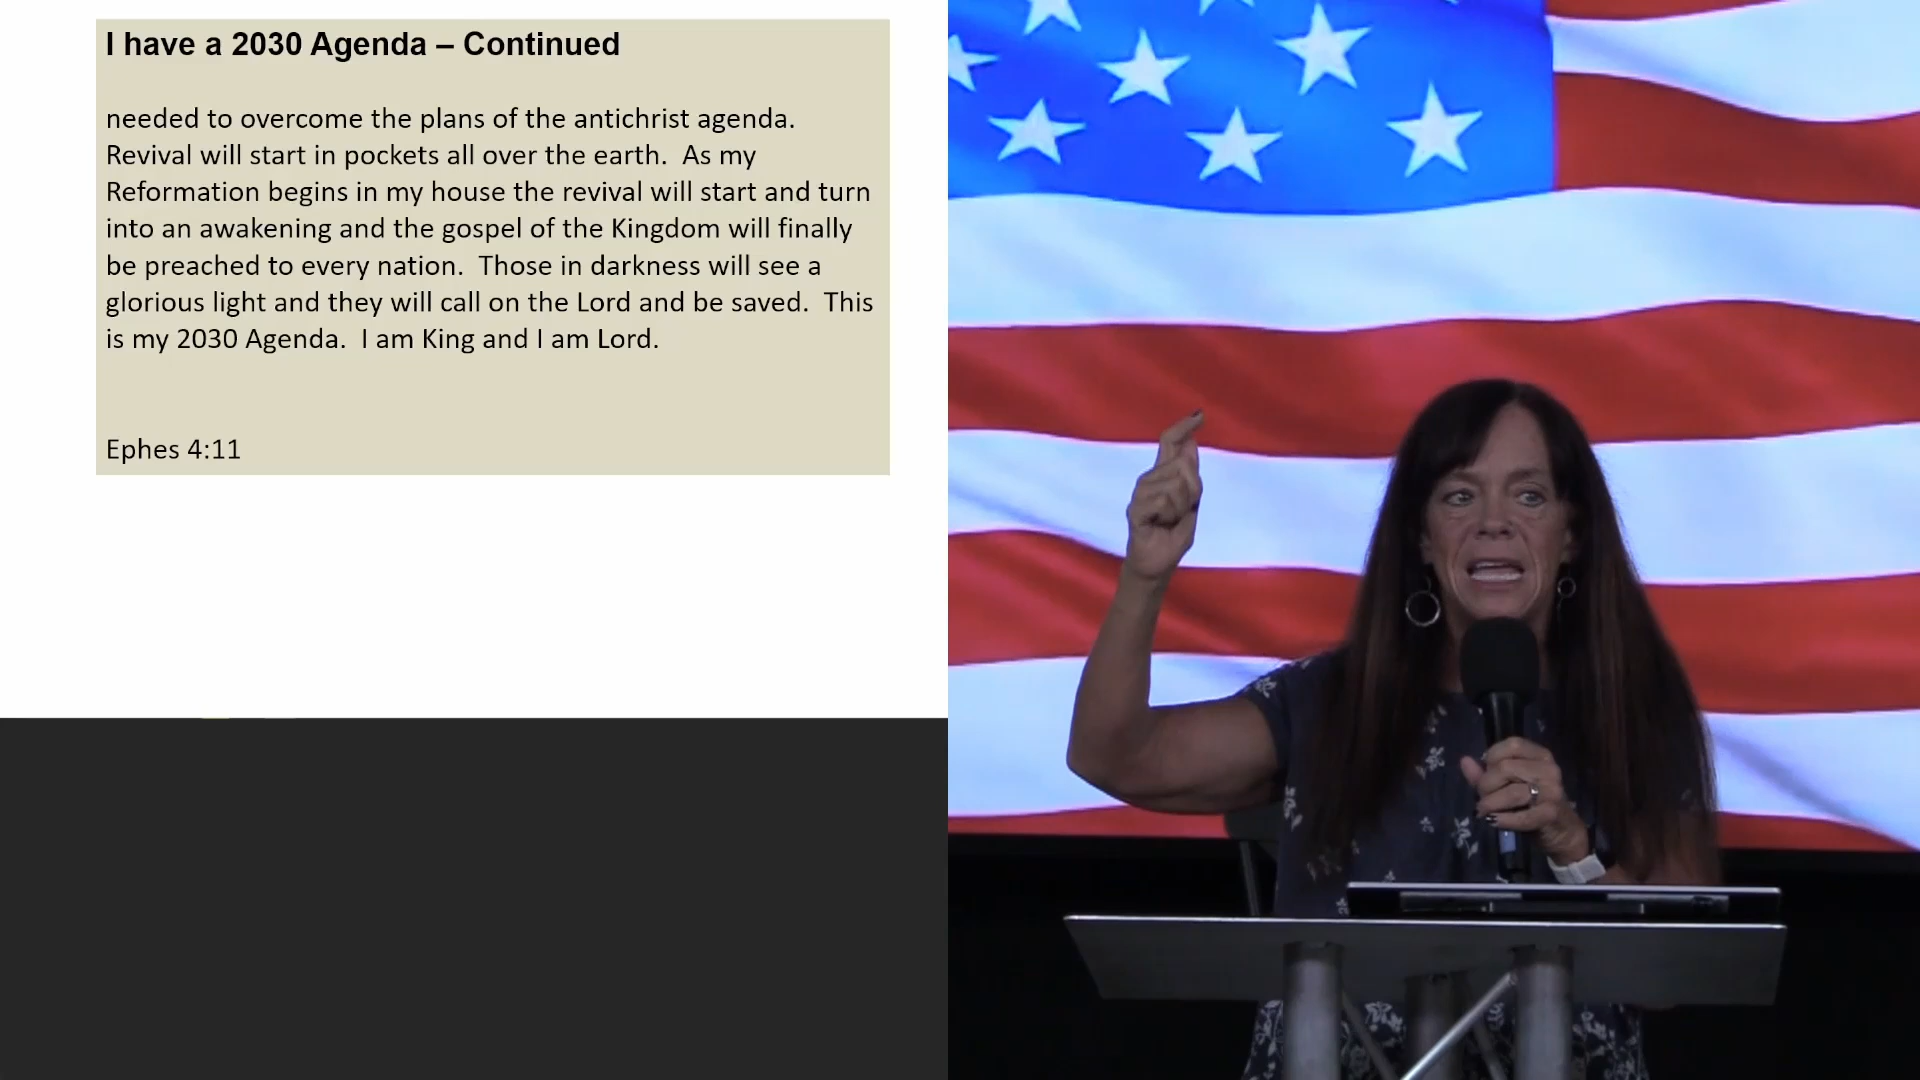 I have a 2030 Agenda – Continued
needed to overcome the plans of the antichrist agenda.
Revival will start in pockets all over the earth.  As my
Reformation begins in my house the revival will start and turn
into an awakening and the gospel of the Kingdom will finally
be preached to every nation.  Those in darkness will see a
glorious light and they will call on the Lord and be saved.  This
is my 2030 Agenda.  I am King and I am Lord.
Ephes 4:11